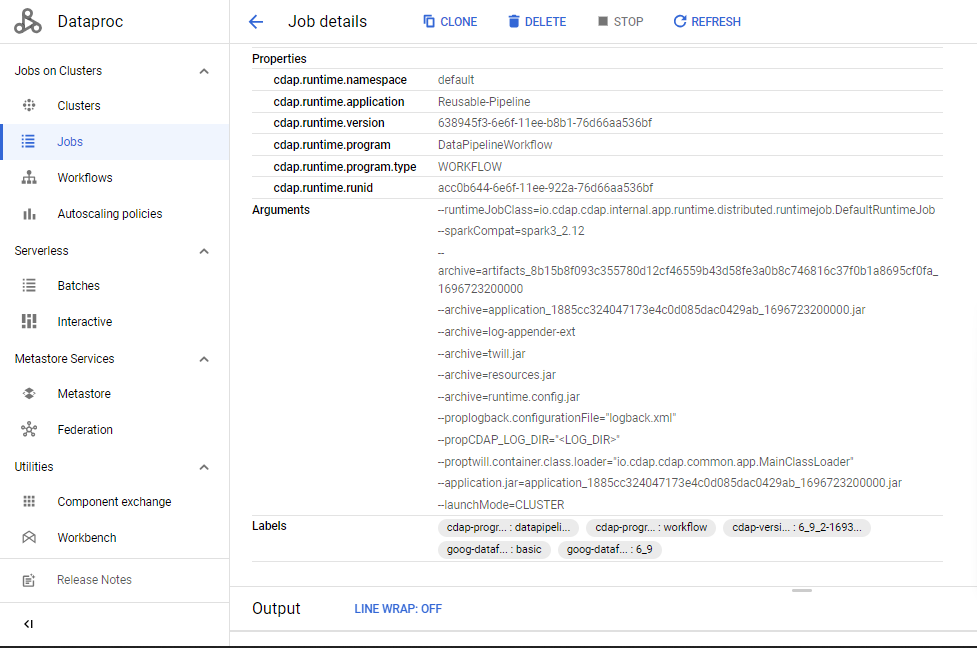 Dataproc
Job details
CLONE
DELETE
STOP
REFRESH
Jobs on Clusters
Clusters
Jobs
Workflows
Autoscaling policies
Serverless
Batches
Interactive
Metastore Services
Metastore
Federation
Utilities
Component exchange
Workbench
Release Notes
Properties
cdap.runtime.namespace default
cdap.runtime.application Reusable-Pipeline
cdap.runtime.version 638945f3-6e6f-11ee-b8b1-76d66aa536bf
cdap.runtime.program DataPipelineWorkflow
cdap.runtime.program.type WORKFLOW
cdap.runtime.runid acc0b644-6e6f-11ee-922a-76d66aa536bf
Arguments --runtimeJobClass=io.cdap.cdap.internal.app.runtime.distributed.runtimejob.DefaultRuntimeJob
--sparkCompat=spark3_2.12
--
archive=artifacts_8b15b8f093c355780d12cf46559b43d58fe3a0b8c746816c37f0b1a8695cf0fa_
1696723200000
--archive=application_1885cc324047173e4c0d085dac0429ab_1696723200000.jar
--archive=log-appender-ext
--archive=twill.jar
--archive=resources.jar
--archive=runtime.config.jar
--proplogback.configurationFile="logback.xml"
--propCDAP_LOG_DIR="<LOG_DIR>"
--proptwill.container.class.loader="io.cdap.cdap.common.app.MainClassLoader"
--application.jar=application_1885cc324047173e4c0d085dac0429ab_1696723200000.jar
--launchMode=CLUSTER
Labels cdap-progr... : datapipeli... cdap-progr... : workflow cdap-versi... : 6_9_2-1693...
goog-dataf... : basic goog-dataf... : 6_9
Output LINE WRAP: OFF